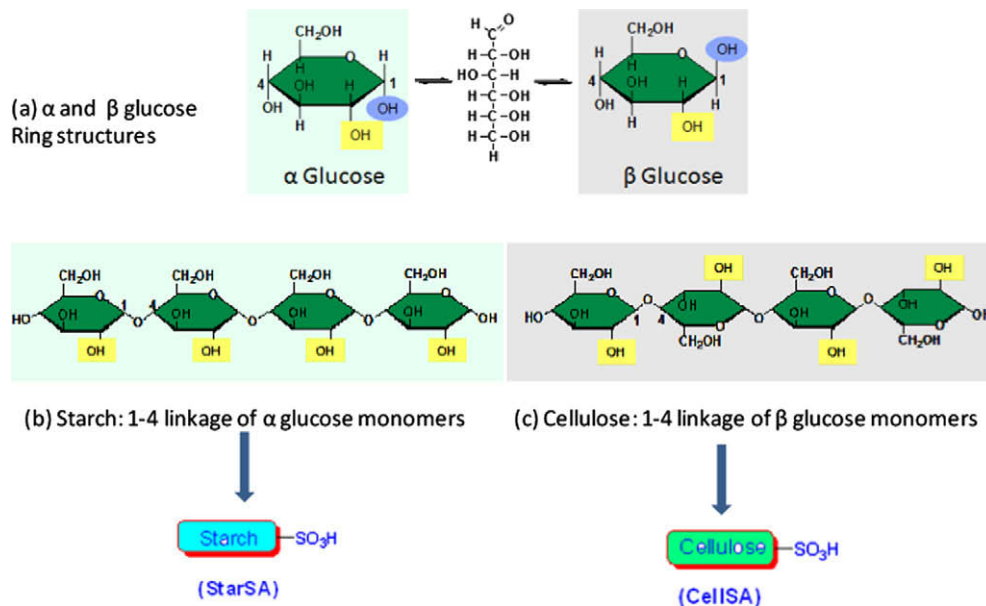 (a) α and β glucose
Ring structures
CH₂OH
H O H
H
4 OH H 1
OH OH
H OH
α Glucose
H O
H-C-OH
HO-C-H
H-C-OH
H-C-OH
H-C-OH
H
CH₂OH
H O OH
H
4 OH H 1
OH H
H OH
β Glucose
CH₂OH CH₂OH CH₂OH CH₂OH
O 1 4 O O O
HO OH O OH O OH O OH OH
OH OH OH OH
(b) Starch: 1-4 linkage of α glucose monomers
Starch -SO₃H
(StarSA)
OH OH
CH₂OH CH₂OH
O O OH O OH
HO OH 1 4 O O OH O O OH
OH CH₂OH OH CH₂OH
(c) Cellulose: 1-4 linkage of β glucose monomers
Cellulose -SO₃H
(CellSA)